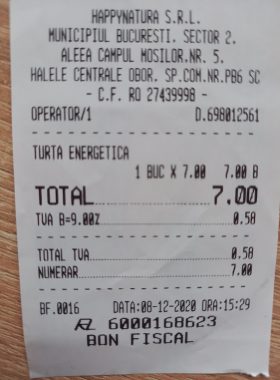 HAPPYNATURA S.R.L.
MUNICIPIUL BUCURESTI. SECTOR 2.
ALEEA CAMPUL MOSILOR.NR. 5.
HALELE CENTRALE OBOR. SP.COM.NR.PB6 SC
- C.F. RO 27439998 -
OPERATOR/1 D.698012561
TURTA ENERGETICA
1 BUC X 7.00 7.00 B
TOTAL 7,00
TVA B=9.00% 0.58
TOTAL TVA 0.58
NUMERAR 7.00
BF.0016 DATA:08-12-2020 ORA:15:29
6000168623
BON FISCAL